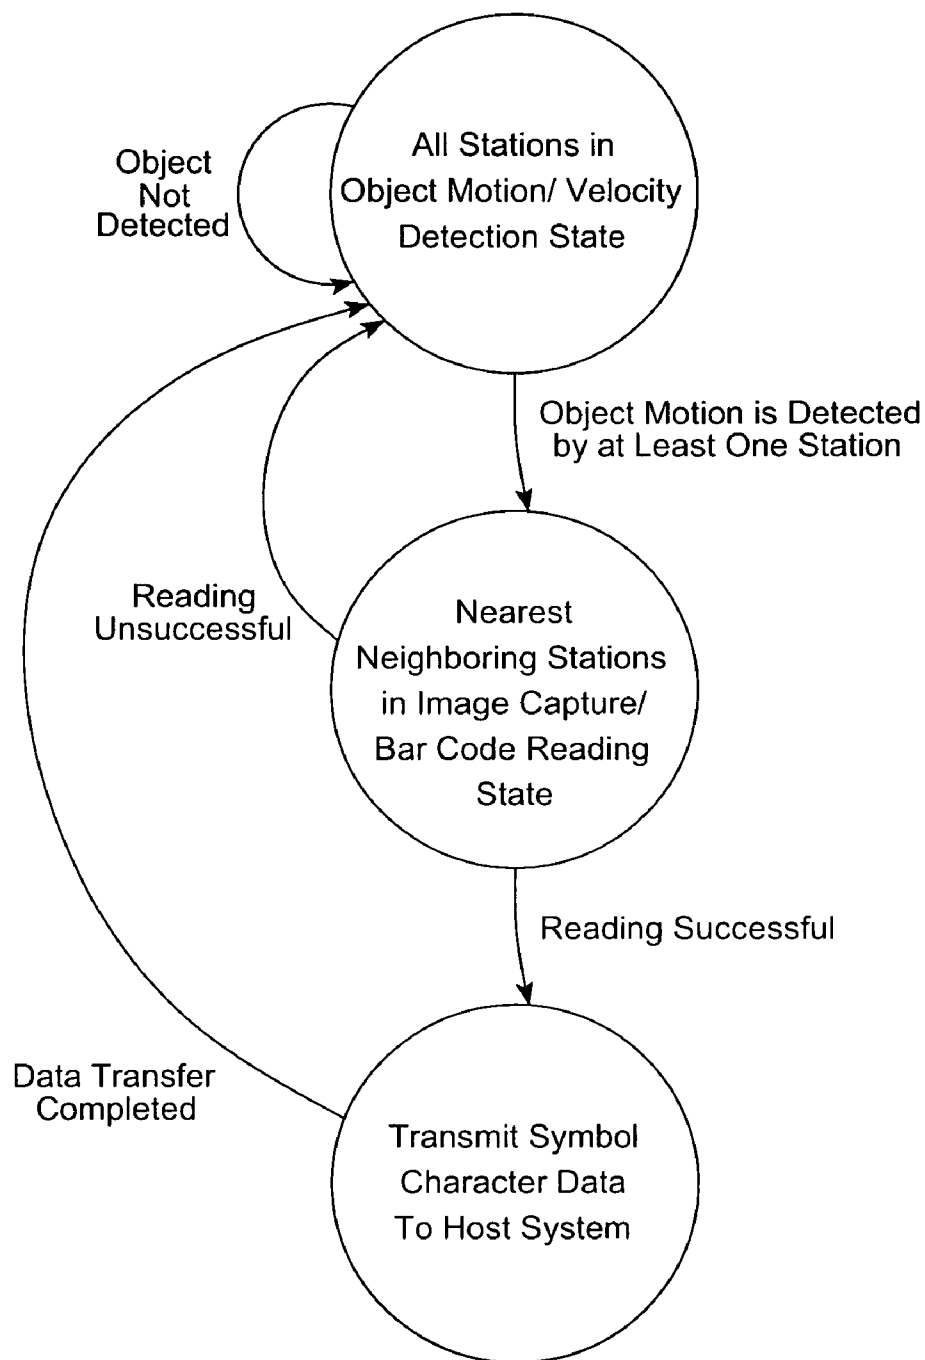 All Stations in
Object Motion/ Velocity
Detection State
Object
Not
Detected
Object Motion is Detected
by at Least One Station
Reading
Unsuccessful
Nearest
Neighboring Stations
in Image Capture/
Bar Code Reading
State
Reading Successful
Data Transfer
Completed
Transmit Symbol
Character Data
To Host System